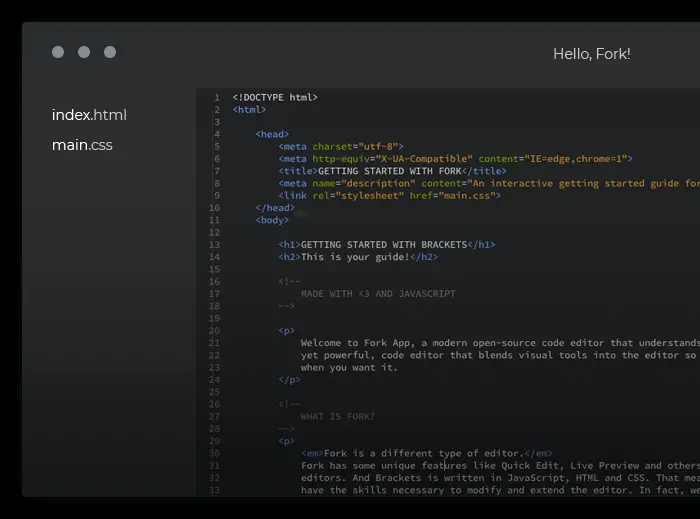 Hello, Fork!
index.html
main.css
1 <!DOCTYPE html>
2 <html>
3
4 <head>
5 <meta charset="utf-8">
6 <meta http-equiv="X-UA-Compatible" content="IE=edge,chrome=1">
7 <title>GETTING STARTED WITH FORK</title>
8 <meta name="description" content="An interactive getting started guide for
9 <link rel="stylesheet" href="main.css">
10 </head>
11 <body>
12
13 <h1>GETTING STARTED WITH BRACKETS</h1>
14 <h2>This is your guide!</h2>
15
16 <!--
17 MADE WITH <3 AND JAVASCRIPT
18 -->
19
20 <p>
21 Welcome to Fork App, a modern open-source code editor that understands
22 yet powerful, code editor that blends visual tools into the editor so
23 when you want it.
24 </p>
25
26 <!--
27 WHAT IS FORK?
28 -->
29 <p>
30 <em>Fork is a different type of editor.</em>
31 Fork has some unique features like Quick Edit, Live Preview and others
32 editors. And Brackets is written in JavaScript, HTML and CSS. That mea
33 have the skills necessary to modify and extend the editor. In fact, we